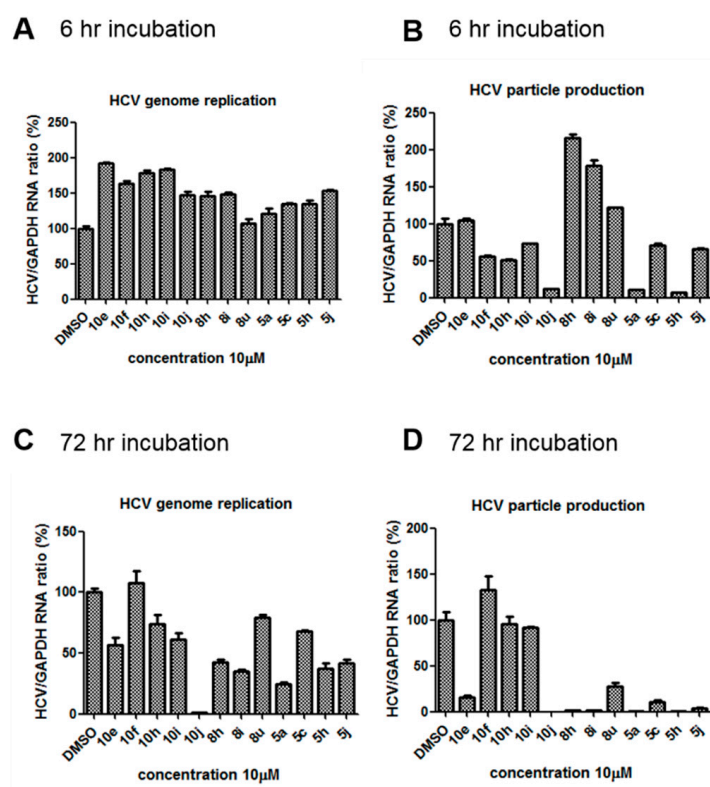 A 6 hr incubation
HCV genome replication
HCV/GAPDH RNA ratio (%)
250
200
150
100
50
0
DMSO 10e 10f 10h 10i 10j 8h 8i 8u 5a 5c 5h 5j
concentration 10μM
B 6 hr incubation
HCV particle production
HCV/GAPDH RNA ratio (%)
250
200
150
100
50
0
DMSO 10e 10f 10h 10i 10j 8h 8i 8u 5a 5c 5h 5j
concentration 10μM
C 72 hr incubation
HCV genome replication
HCV/GAPDH RNA ratio (%)
150
100
50
0
DMSO 10e 10f 10h 10i 10j 8h 8i 8u 5a 5c 5h 5j
concentration 10μM
D 72 hr incubation
HCV particle production
HCV/GAPDH RNA ratio (%)
200
150
100
50
0
DMSO 10e 10f 10h 10i 10j 8h 8i 8u 5a 5c 5h 5j
concentration 10μM